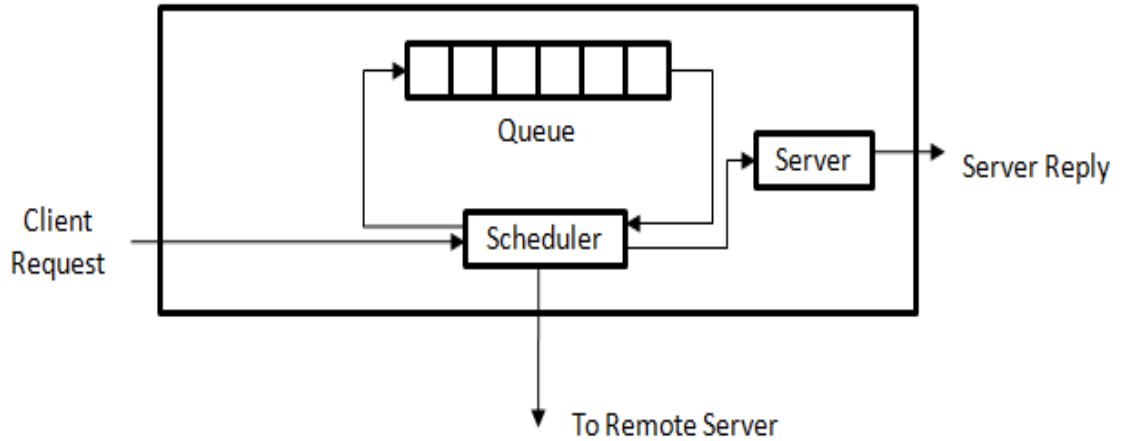 Queue
Server
Server Reply
Client
Request
Scheduler
To Remote Server